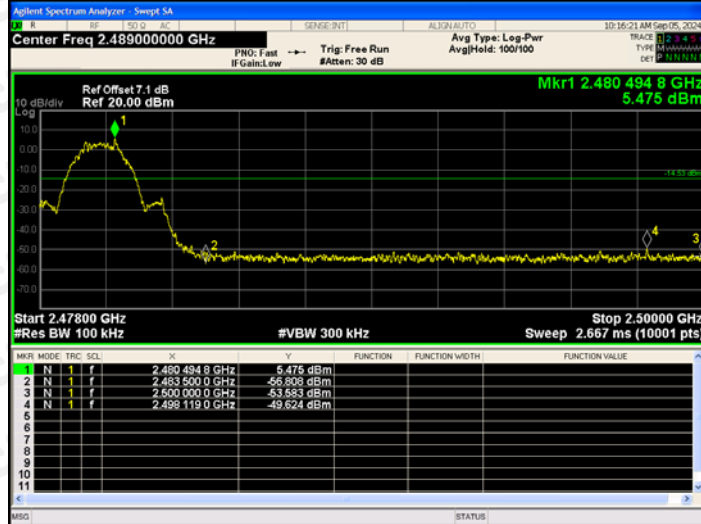 Agilent Spectrum Analyzer - Swept SA
R RF 50 Ω AC SENSE:INT ALIGN AUTO 10:16:21 AM Sep 05, 2024
Center Freq 2.489000000 GHz
PNO: Fast
IFGain:Low
Trig: Free Run
#Atten: 30 dB
Avg Type: Log-Pwr
Avg|Hold: 100/100
TRACE 1 2 3 4 5
TYPE M
DET P N N N N
Ref Offset 7.1 dB
Ref 20.00 dBm
10 dB/div
Log
Mkr1 2.480 494 8 GHz
5.475 dBm
10.0
0.00
-10.0
-20.0
-30.0
-40.0
-50.0
-60.0
-70.0
1
2
4
3
-14.53 dBm
Start 2.47800 GHz
Stop 2.50000 GHz
#Res BW 100 kHz #VBW 300 kHz Sweep 2.667 ms (10001 pts)
MKR MODE TRC SCL X Y FUNCTION FUNCTION WIDTH FUNCTION VALUE
1 N 1 f 2.480 494 8 GHz 5.475 dBm
2 N 1 f 2.483 500 0 GHz -56.808 dBm
3 N 1 f 2.500 000 0 GHz -53.583 dBm
4 N 1 f 2.498 119 0 GHz -49.624 dBm
5
6
7
8
9
10
11
MSG STATUS